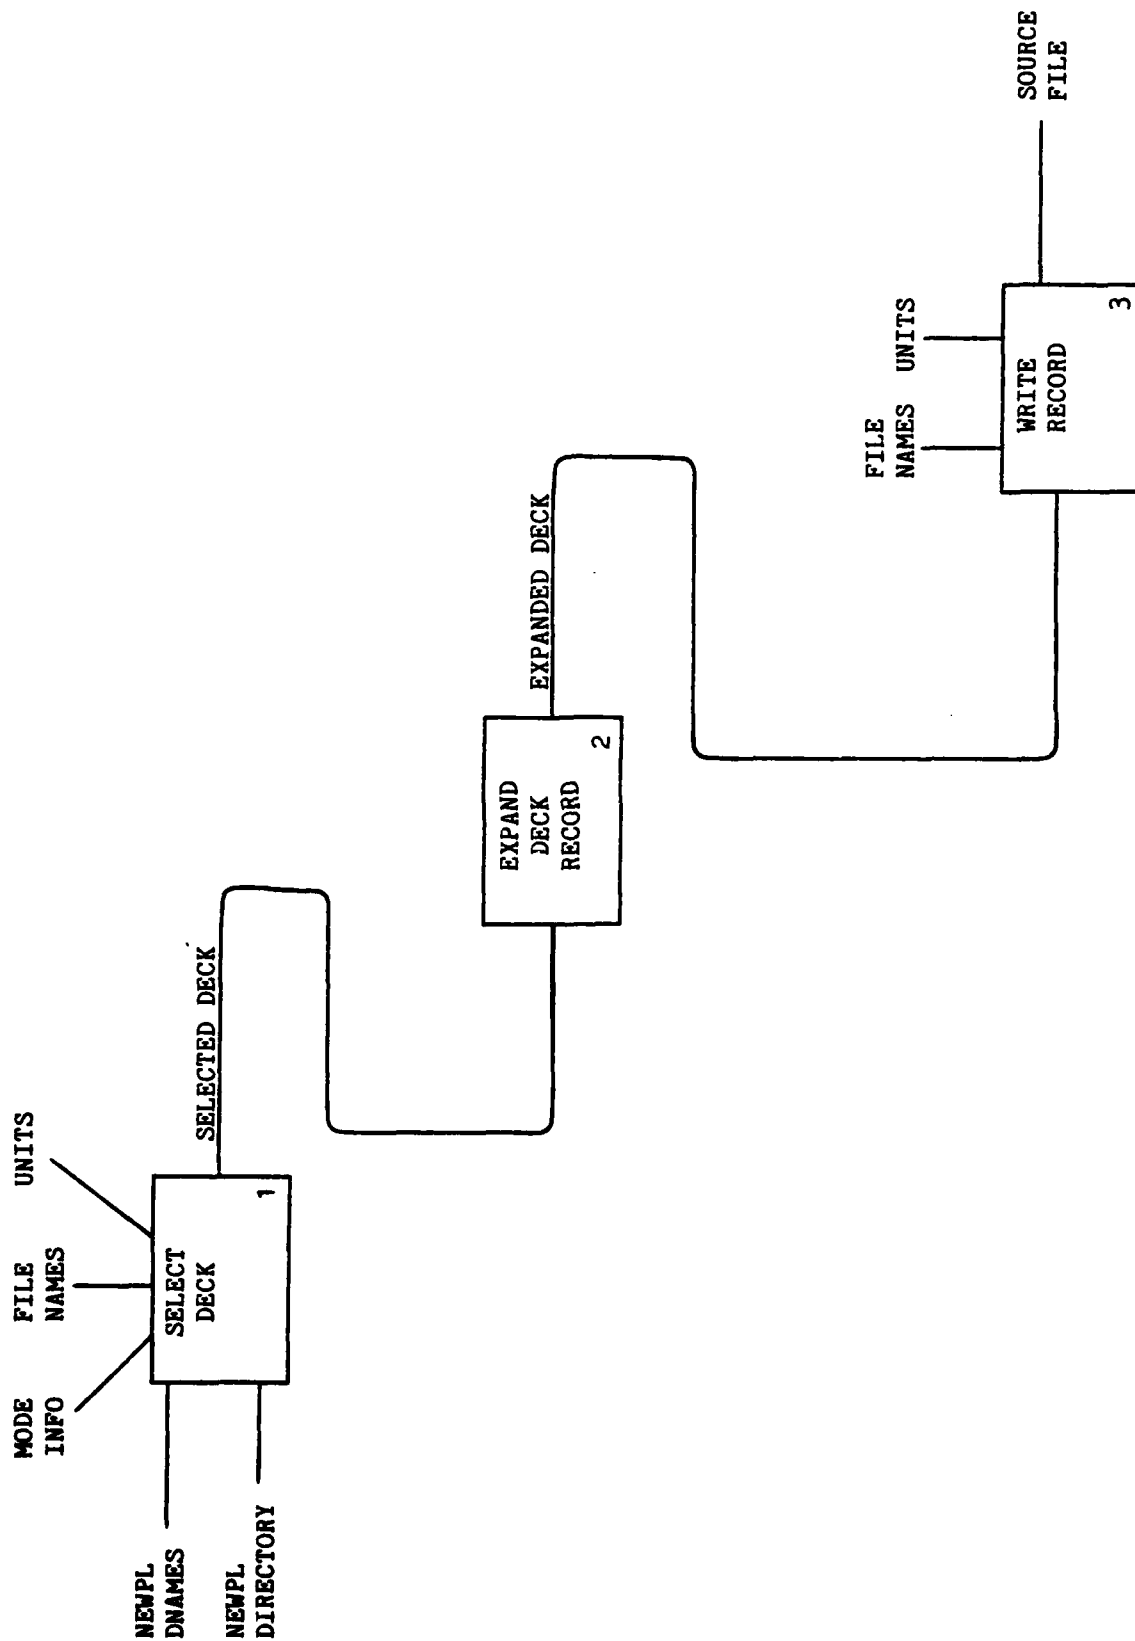 MODE
INFO
FILE
NAMES
UNITS
NEWPL
DNAMES
NEWPL
DIRECTORY
SELECT
DECK
1
SELECTED DECK
EXPAND
DECK
RECORD
2
EXPANDED DECK
FILE
NAMES
UNITS
WRITE
RECORD
3
SOURCE
FILE